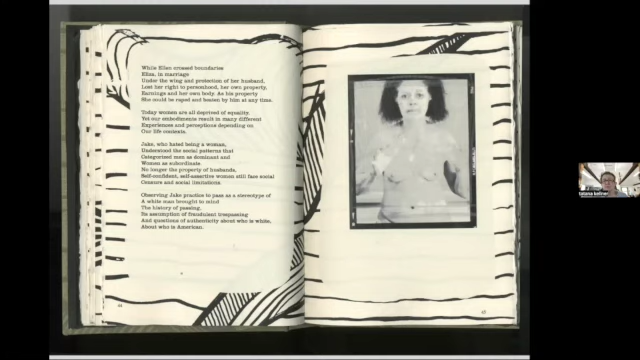 While Ellen crossed boundaries
Eliza, in marriage
Under the wing and protection of her husband,
Lost her right to personhood, her own property,
Earnings and her own body. As his property
She could be raped and beaten by him at any time.
Today women are all deprived of equality.
Yet our embodiments result in many different
Experiences and perceptions depending on
Our life contexts.
Jake, who hated being a woman,
Understood the social patterns that
Categorized men as dominant and
Women as subordinate.
No longer the property of husbands,
Self-confident, self-assertive women still face social
Censure and social limitations.
Observing Jake practice to pass as a stereotype of
A white man brought to mind
The history of passing,
Its assumption of fraudulent trespassing
And questions of authenticity about who is white,
About who is American.
44
45
tatana kellner